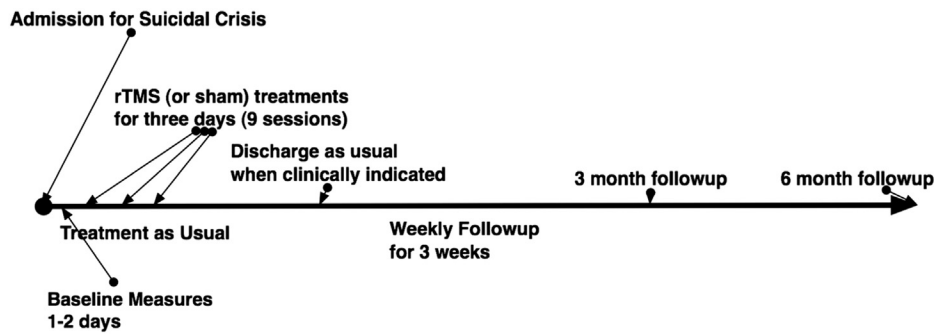 Admission for Suicidal Crisis
rTMS (or sham) treatments
for three days (9 sessions)
Discharge as usual
when clinically indicated
3 month followup
6 month followup
Treatment as Usual
Weekly Followup
for 3 weeks
Baseline Measures
1-2 days